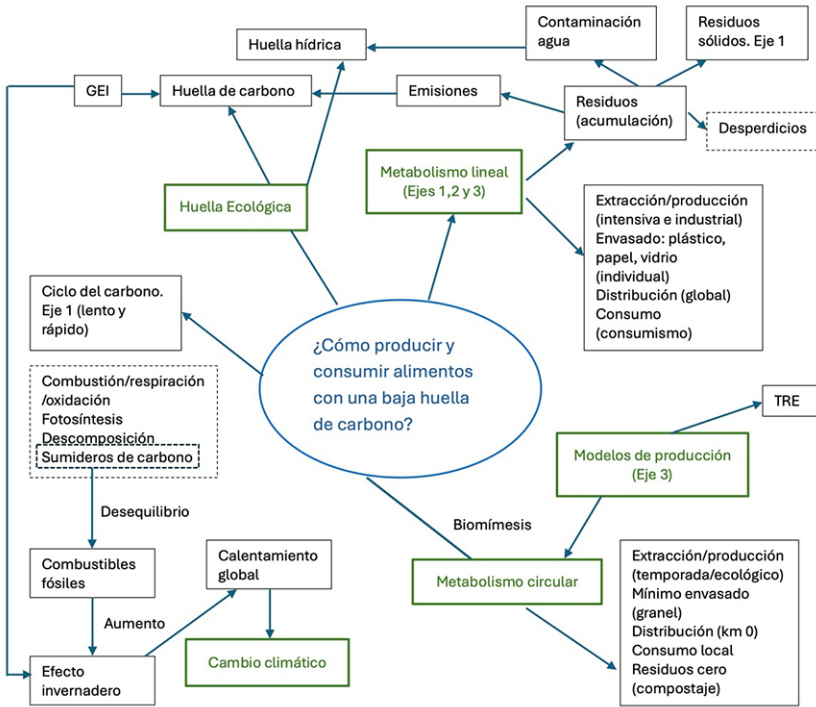 Contaminación
agua
Residuos
sólidos. Eje 1
Huella hídrica
GEI
Huella de carbono
Emisiones
Residuos
(acumulación)
Desperdicios
Metabolismo lineal
(Ejes 1,2 y 3)
Huella Ecológica
Extracción/producción
(intensiva e industrial)
Envasado: plástico,
papel, vidrio
(individual)
Distribución (global)
Consumo
(consumismo)
Ciclo del carbono.
Eje 1 (lento y
rápido)
¿Cómo producir y
consumir alimentos
con una baja huella
de carbono?
Combustión/respiración
/oxidación
Fotosíntesis
Descomposición
Sumideros de carbono
TRE
Modelos de producción
(Eje 3)
Desequilibrio
Biomímesis
Combustibles
fósiles
Calentamiento
global
Metabolismo circular
Extracción/producción
(temporada/ecológico)
Mínimo envasado
(granel)
Distribución (km 0)
Consumo local
Residuos cero
(compostaje)
Aumento
Efecto
invernadero
Cambio climático